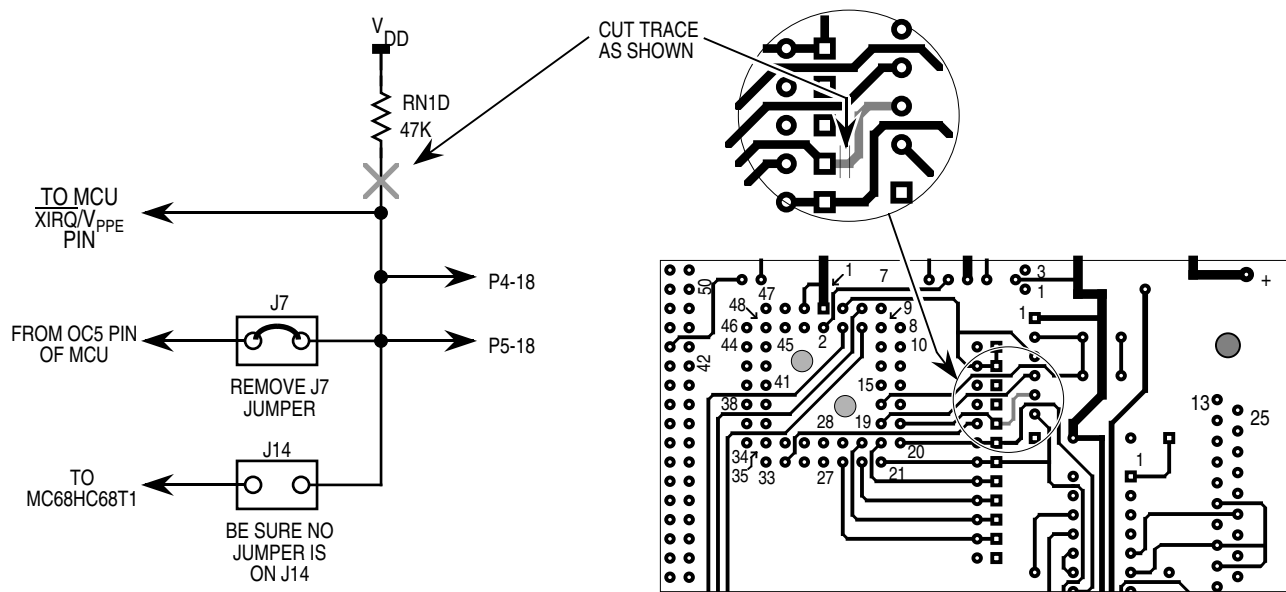 V
DD
RN1D
47K
CUT TRACE
AS SHOWN
TO MCU
XIRQ/VPPE
PIN
P4-18
J7
FROM OC5 PIN
OF MCU
P5-18
REMOVE J7
JUMPER
J14
TO
MC68HC68T1
BE SURE NO
JUMPER IS
ON J14
50
47
1
7
3
1
+
48
9
1
46
45
2
8
44
10
42
41
15
38
13
25
28
19
34
20
1
35
33
27
21